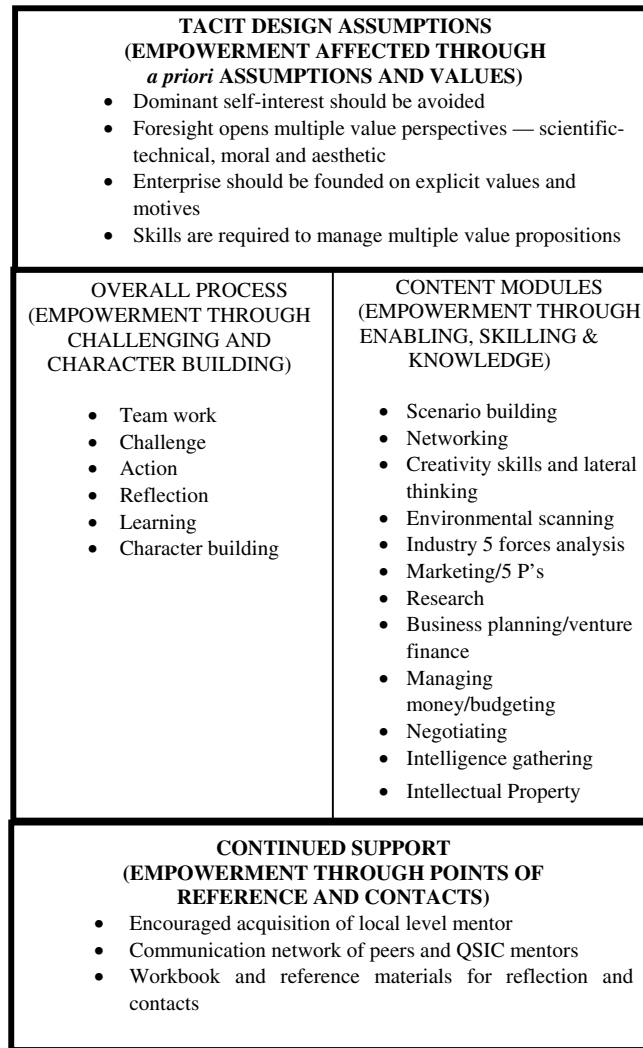 TACIT DESIGN ASSUMPTIONS
(EMPOWERMENT AFFECTED THROUGH
a priori ASSUMPTIONS AND VALUES)
• Dominant self-interest should be avoided
• Foresight opens multiple value perspectives — scientific-
technical, moral and aesthetic
• Enterprise should be founded on explicit values and
motives
• Skills are required to manage multiple value propositions
OVERALL PROCESS
(EMPOWERMENT THROUGH
CHALLENGING AND
CHARACTER BUILDING)
• Team work
• Challenge
• Action
• Reflection
• Learning
• Character building
CONTENT MODULES
(EMPOWERMENT THROUGH
ENABLING, SKILLING &
KNOWLEDGE)
• Scenario building
• Networking
• Creativity skills and lateral
thinking
• Environmental scanning
• Industry 5 forces analysis
• Marketing/5 P's
• Research
• Business planning/venture
finance
• Managing
money/budgeting
• Negotiating
• Intelligence gathering
• Intellectual Property
CONTINUED SUPPORT
(EMPOWERMENT THROUGH POINTS OF
REFERENCE AND CONTACTS)
• Encouraged acquisition of local level mentor
• Communication network of peers and QSIC mentors
• Workbook and reference materials for reflection and
contacts